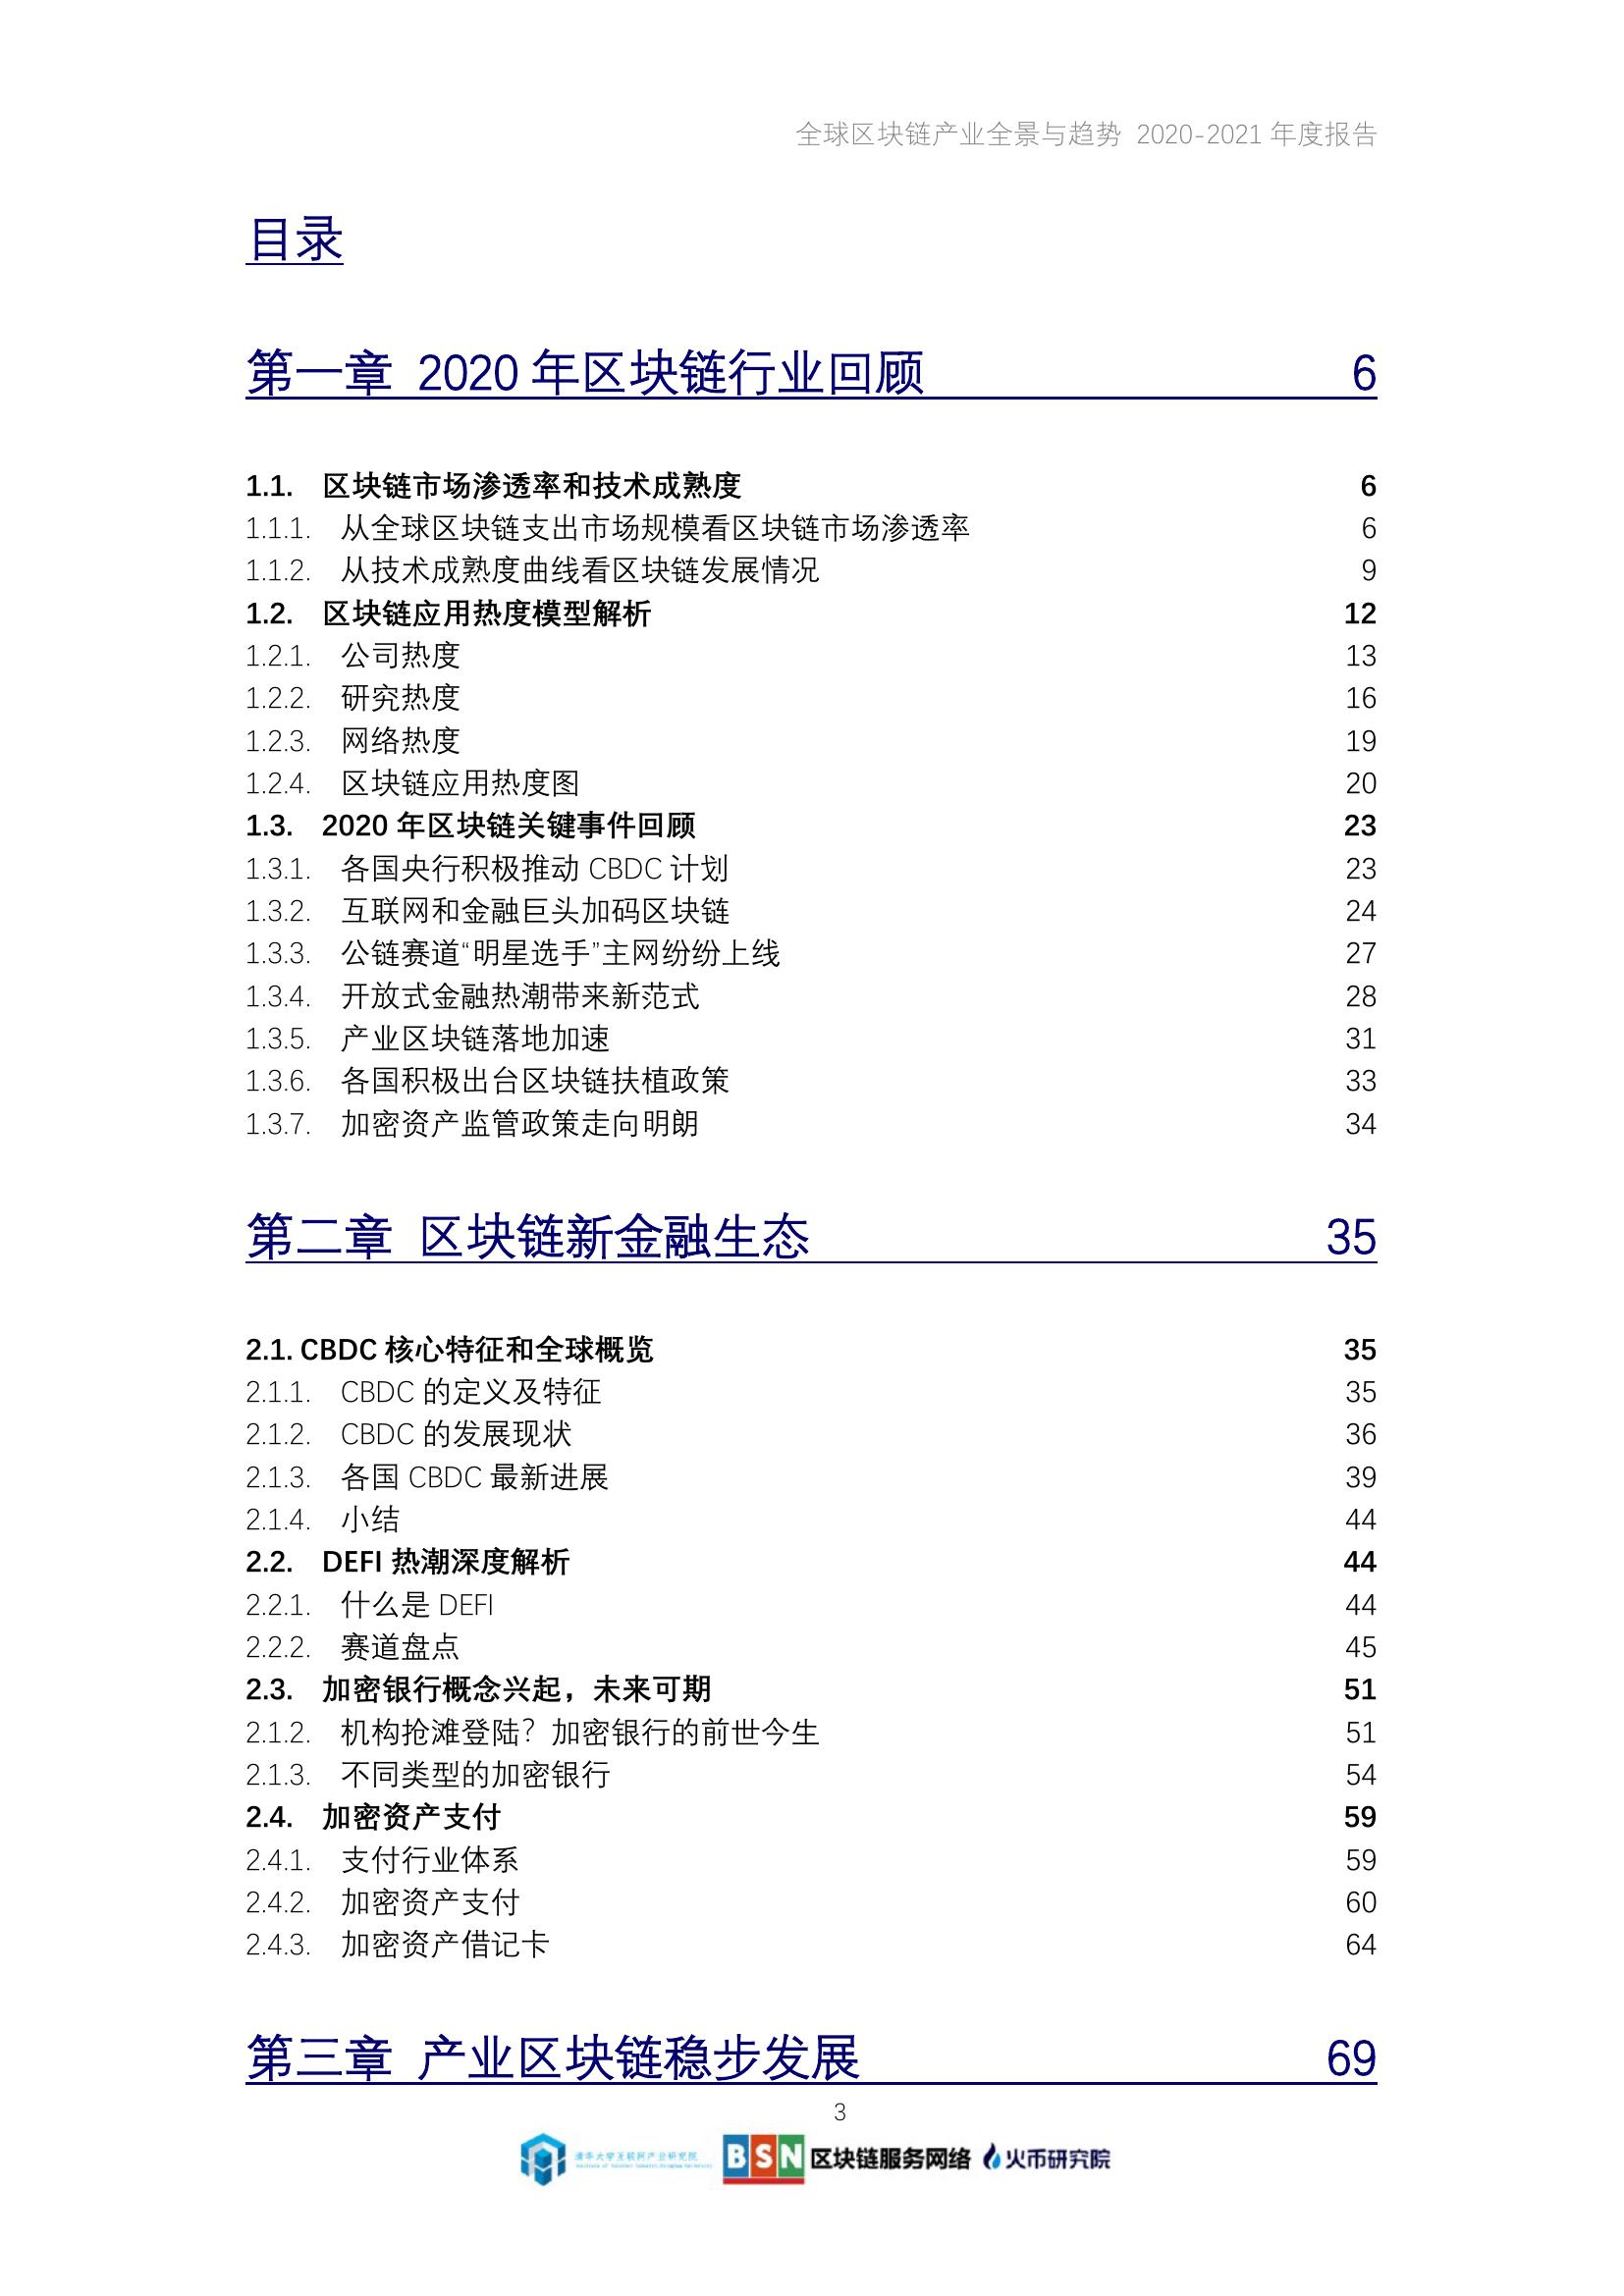 全球区块链产业全景与趋势 2020-2021 年度报告
目录
第一章 2020 年区块链行业回顾 6
1.1. 区块链市场渗透率和技术成熟度 6
1.1.1. 从全球区块链支出市场规模看区块链市场渗透率 6
1.1.2. 从技术成熟度曲线看区块链发展情况 9
1.2. 区块链应用热度模型解析 12
1.2.1. 公司热度 13
1.2.2. 研究热度 16
1.2.3. 网络热度 19
1.2.4. 区块链应用热度图 20
1.3. 2020 年区块链关键事件回顾 23
1.3.1. 各国央行积极推动 CBDC 计划 23
1.3.2. 互联网和金融巨头加码区块链 24
1.3.3. 公链赛道“明星选手”主网纷纷上线 27
1.3.4. 开放式金融热潮带来新范式 28
1.3.5. 产业区块链落地加速 31
1.3.6. 各国积极出台区块链扶植政策 33
1.3.7. 加密资产监管政策走向明朗 34
第二章 区块链新金融生态 35
2.1. CBDC 核心特征和全球概览 35
2.1.1. CBDC 的定义及特征 35
2.1.2. CBDC 的发展现状 36
2.1.3. 各国 CBDC 最新进展 39
2.1.4. 小结 44
2.2. DEFI 热潮深度解析 44
2.2.1. 什么是 DEFI 44
2.2.2. 赛道盘点 45
2.3. 加密银行概念兴起，未来可期 51
2.1.2. 机构抢滩登陆？加密银行的前世今生 51
2.1.3. 不同类型的加密银行 54
2.4. 加密资产支付 59
2.4.1. 支付行业体系 59
2.4.2. 加密资产支付 60
2.4.3. 加密资产借记卡 64
第三章 产业区块链稳步发展 69
3
清华大学互联网产业研究院 BSN 区块链服务网络 火币研究院